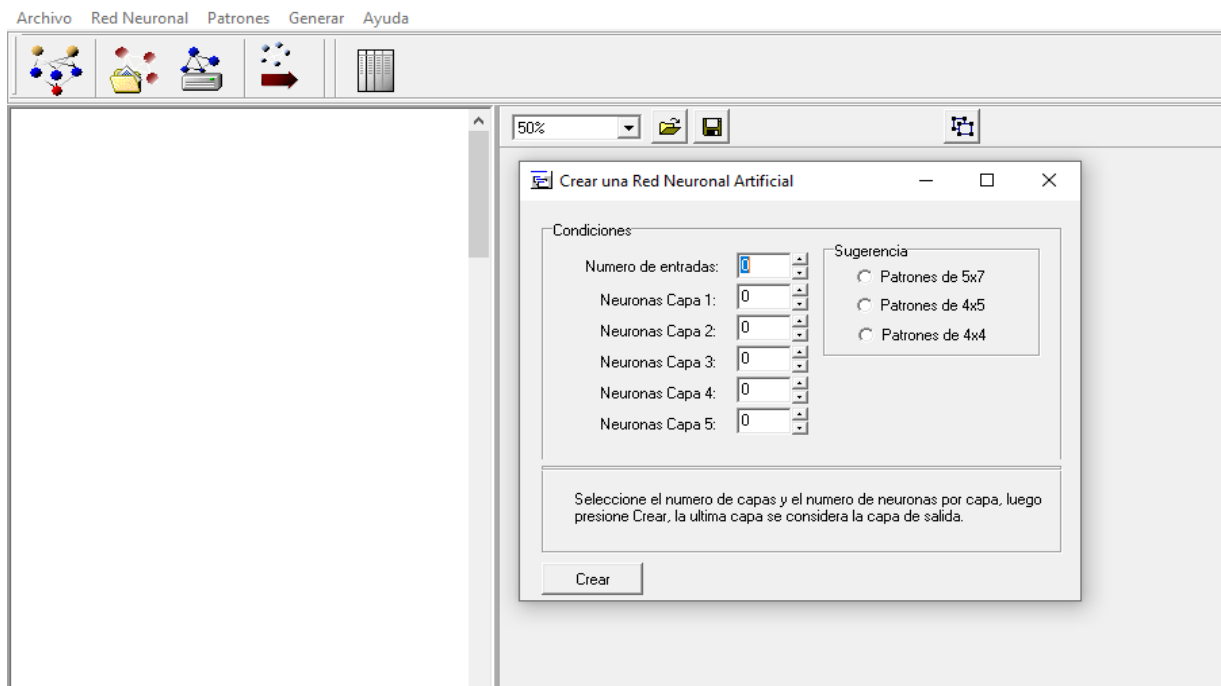 Archivo Red Neuronal Patrones Generar Ayuda
50%
Crear una Red Neuronal Artificial
Condiciones
Numero de entradas: 0
Neuronas Capa 1: 0
Neuronas Capa 2: 0
Neuronas Capa 3: 0
Neuronas Capa 4: 0
Neuronas Capa 5: 0
Sugerencia
Patrones de 5x7
Patrones de 4x5
Patrones de 4x4
Seleccione el numero de capas y el numero de neuronas por capa, luego
presione Crear, la ultima capa se considera la capa de salida.
Crear